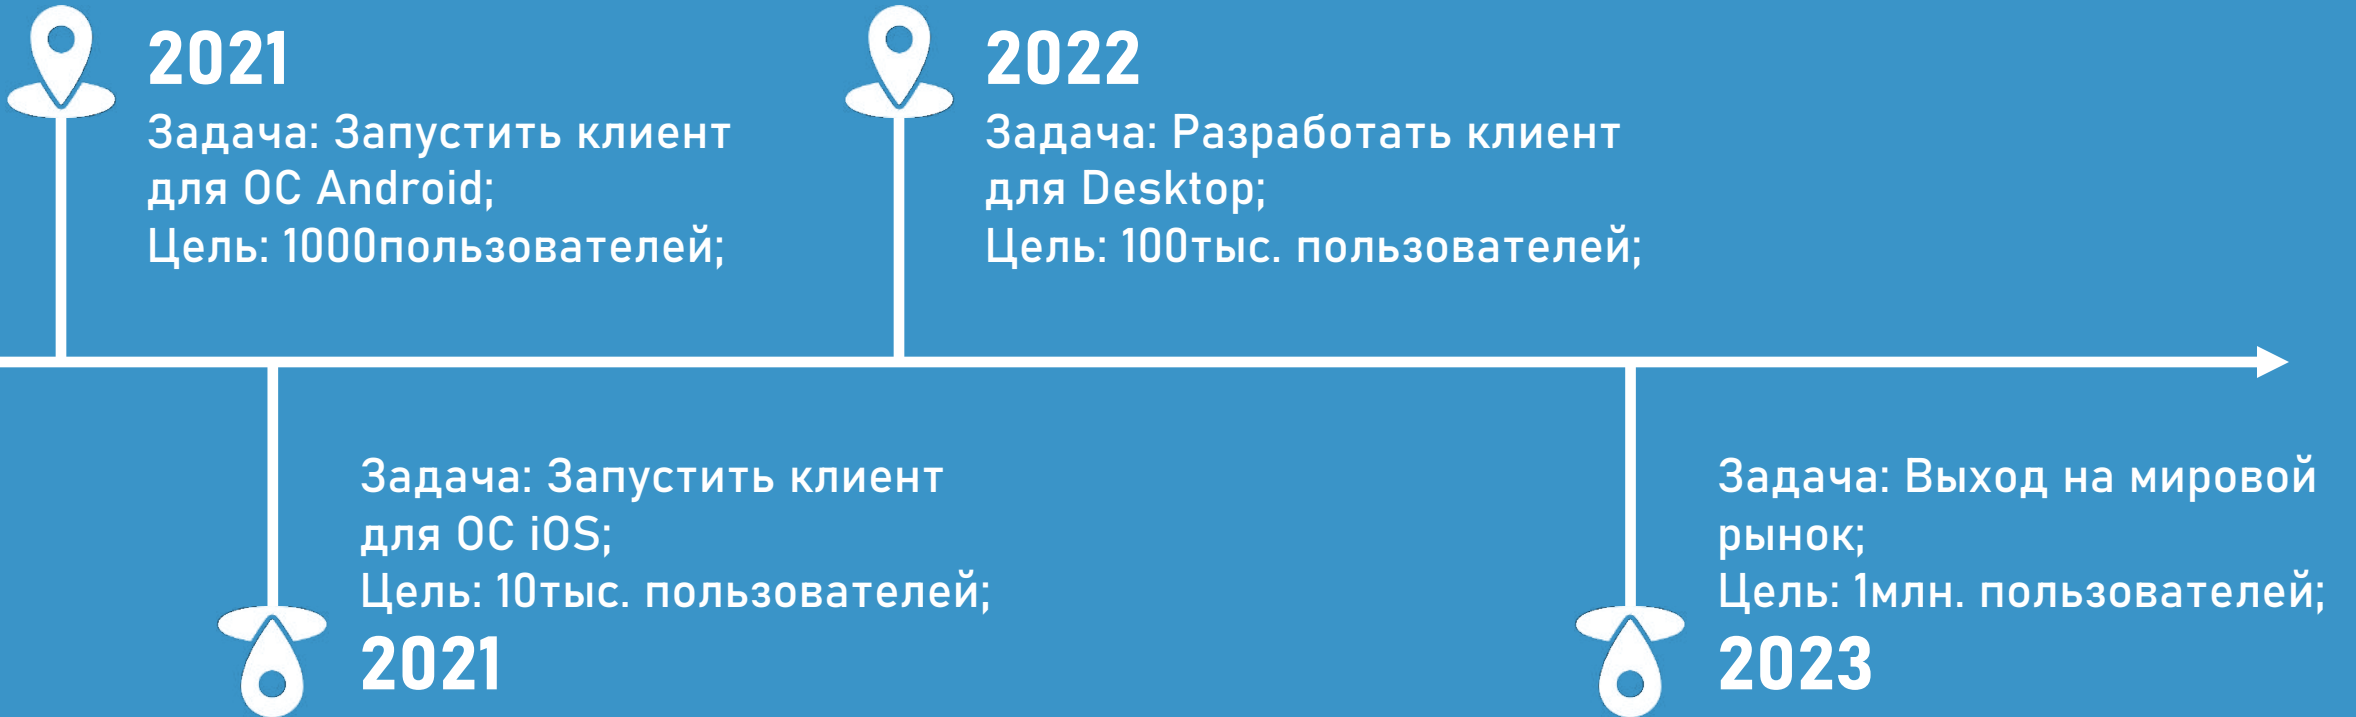 2021
Задача: Запустить клиент
для ОС Android;
Цель: 1000пользователей;
2022
Задача: Разработать клиент
для Desktop;
Цель: 100тыс. пользователей;
Задача: Запустить клиент
для ОС iOS;
Цель: 10тыс. пользователей;
2021
Задача: Выход на мировой
рынок;
Цель: 1млн. пользователей;
2023